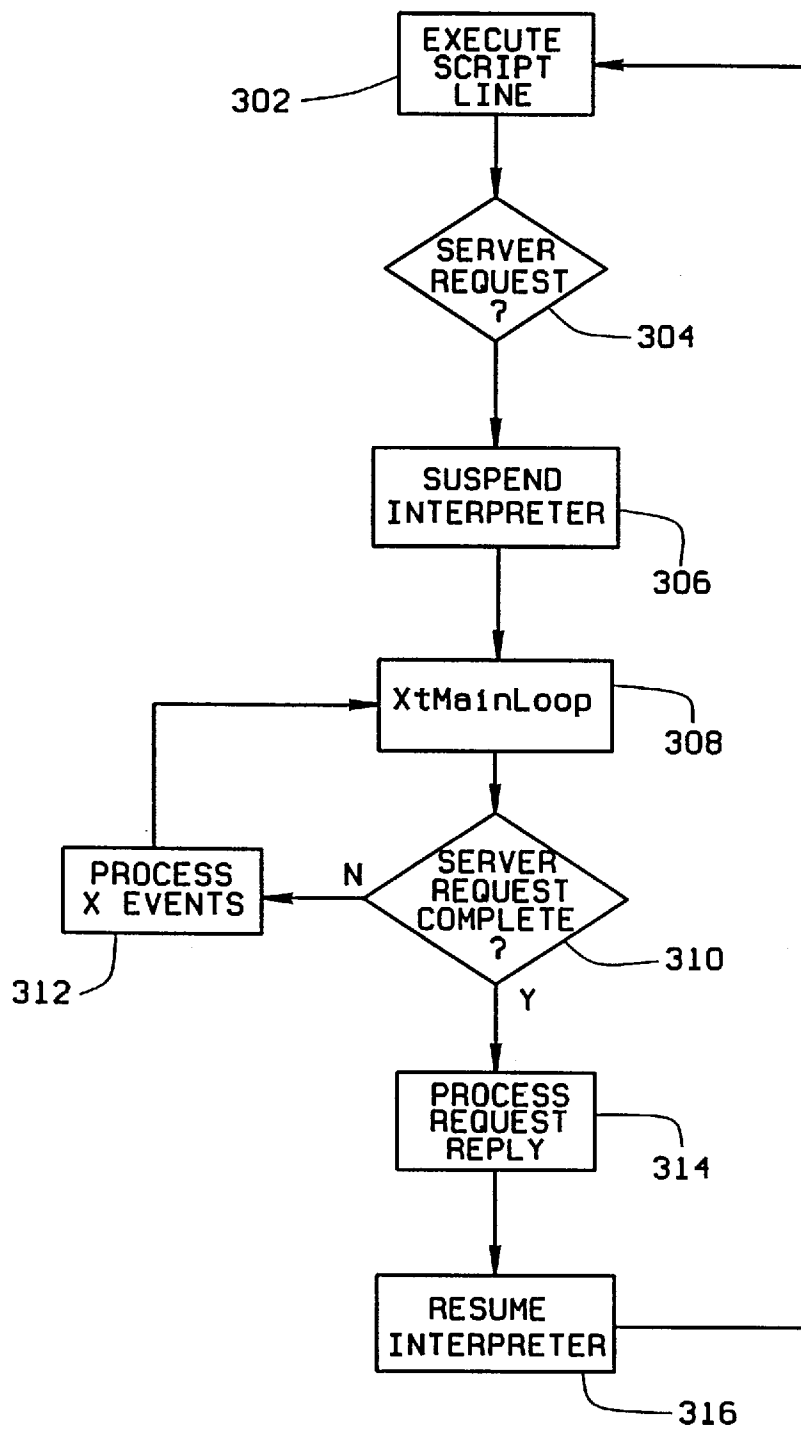 EXECUTE
SCRIPT
LINE
302
SERVER
REQUEST
?
304
SUSPEND
INTERPRETER
306
XtMainLoop
308
PROCESS
X EVENTS
312
N
SERVER
REQUEST
COMPLETE
?
310
Y
PROCESS
REQUEST
REPLY
314
RESUME
INTERPRETER
316